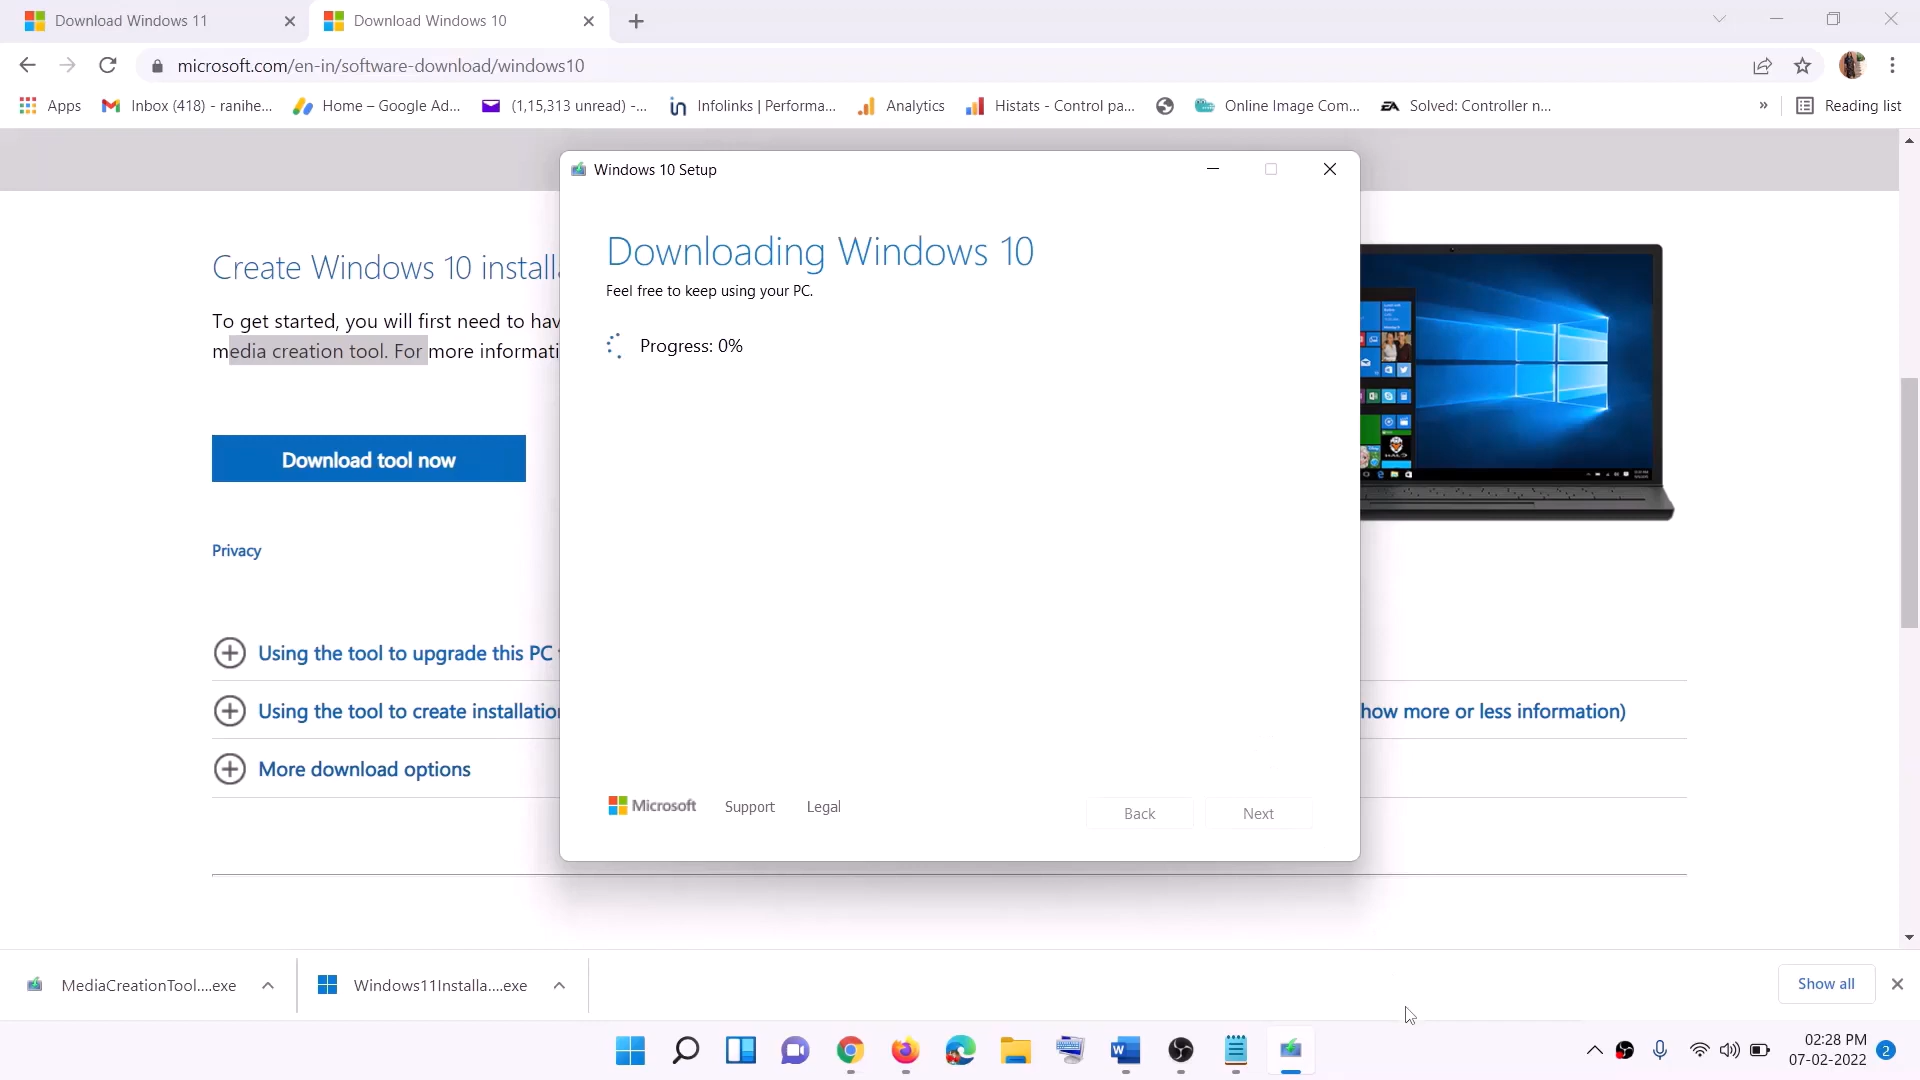 Download Windows 11
Download Windows 10
microsoft.com/en-in/software-download/windows10
Apps
Inbox (418) - ranihe...
Home – Google Ad...
(1,15,313 unread) -...
Infolinks | Performa...
Analytics
Histats - Control pa...
Online Image Com...
Solved: Controller n...
»
Reading list
Windows 10 Setup
Downloading Windows 10
Feel free to keep using your PC.
Progress: 0%
Create Windows 10 install
To get started, you will first need to hav
media creation tool. For more informati
Download tool now
Privacy
Using the tool to upgrade this PC
Using the tool to create installation
how more or less information)
More download options
Microsoft
Support
Legal
Back
Next
MediaCreationTool....exe
Windows11Installa....exe
Show all
02:28 PM
07-02-2022
2